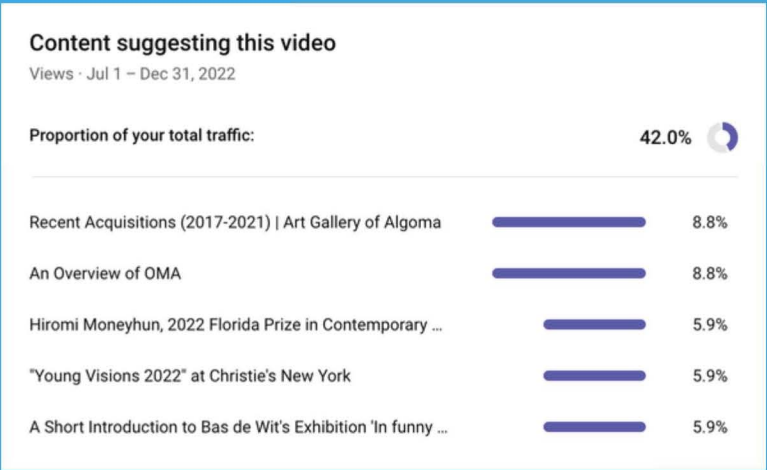 Content suggesting this video
Views · Jul 1 – Dec 31, 2022
Proportion of your total traffic: 42.0%
Recent Acquisitions (2017-2021) | Art Gallery of Algoma 8.8%
An Overview of OMA 8.8%
Hiromi Moneyhun, 2022 Florida Prize in Contemporary ... 5.9%
"Young Visions 2022" at Christie's New York 5.9%
A Short Introduction to Bas de Wit's Exhibition 'In funny ... 5.9%